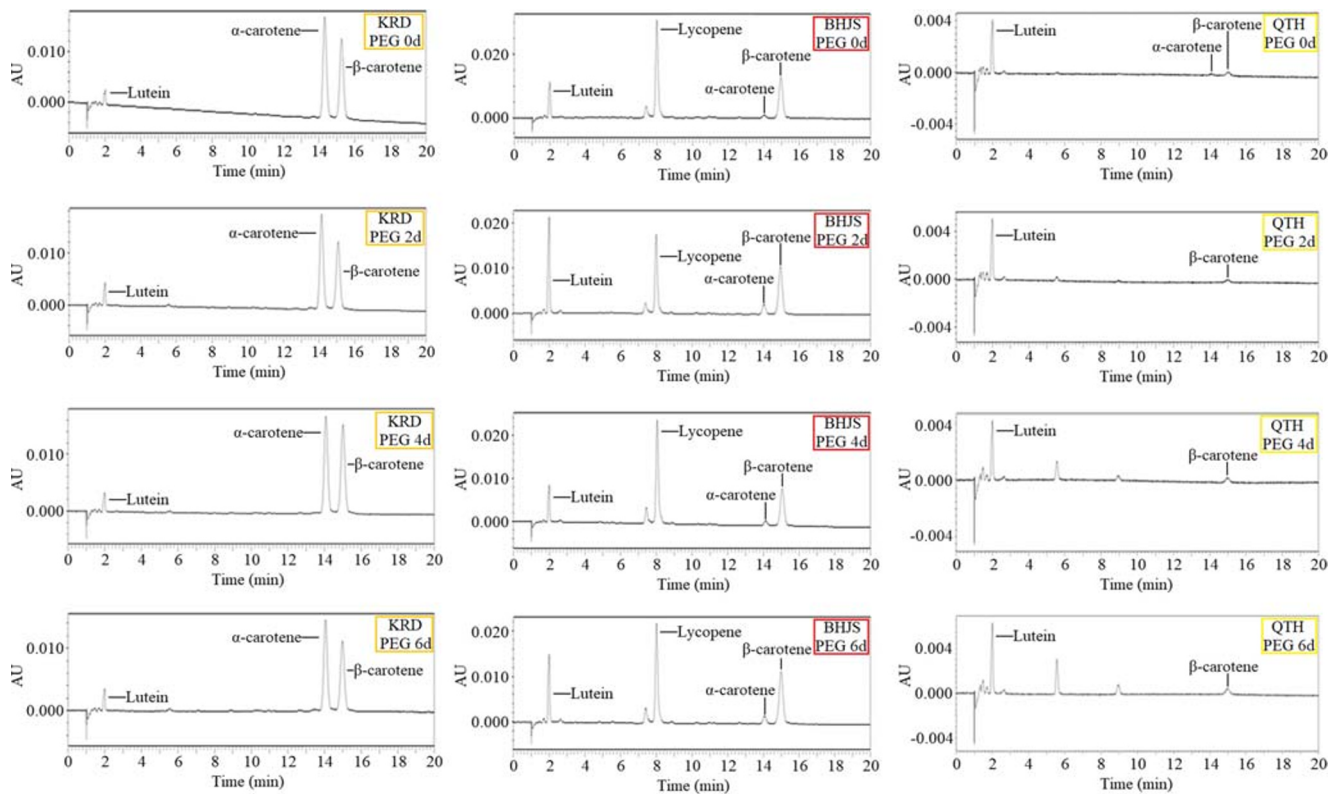 KRD
PEG 0d
α-carotene
β-carotene
Lutein
0.010
0.000
AU
0 2 4 6 8 10 12 14 16 18 20
Time (min)
BHJS
PEG 0d
Lycopene
β-carotene
α-carotene
Lutein
0.020
0.000
AU
0 2 4 6 8 10 12 14 16 18 20
Time (min)
QTH
PEG 0d
β-carotene
α-carotene
Lutein
0.004
0.000
-0.004
AU
0 2 4 6 8 10 12 14 16 18 20
Time (min)
KRD
PEG 2d
α-carotene
β-carotene
Lutein
0.010
0.000
AU
0 2 4 6 8 10 12 14 16 18 20
Time (min)
BHJS
PEG 2d
β-carotene
Lycopene
α-carotene
Lutein
0.020
0.010
0.000
AU
0 2 4 6 8 10 12 14 16 18 20
Time (min)
QTH
PEG 2d
Lutein
β-carotene
0.004
0.000
-0.004
AU
0 2 4 6 8 10 12 14 16 18 20
Time (min)
KRD
PEG 4d
α-carotene
β-carotene
Lutein
0.010
0.000
AU
0 2 4 6 8 10 12 14 16 18 20
Time (min)
BHJS
PEG 4d
Lycopene
β-carotene
α-carotene
Lutein
0.020
0.010
0.000
AU
0 2 4 6 8 10 12 14 16 18 20
Time (min)
QTH
PEG 4d
Lutein
β-carotene
0.004
0.000
-0.004
AU
0 2 4 6 8 10 12 14 16 18 20
Time (min)
KRD
PEG 6d
α-carotene
β-carotene
Lutein
0.010
0.000
AU
0 2 4 6 8 10 12 14 16 18 20
Time (min)
BHJS
PEG 6d
Lycopene
β-carotene
α-carotene
Lutein
0.020
0.010
0.000
AU
0 2 4 6 8 10 12 14 16 18 20
Time (min)
QTH
PEG 6d
Lutein
β-carotene
0.004
0.000
-0.004
AU
0 2 4 6 8 10 12 14 16 18 20
Time (min)